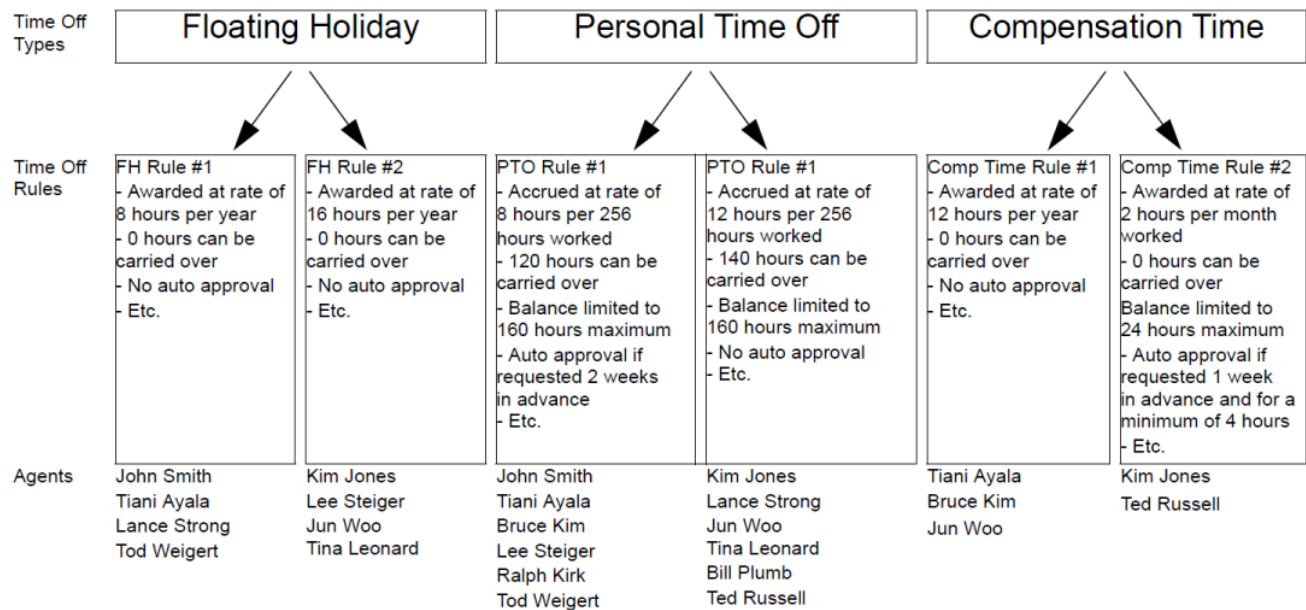 Time Off
Types
Floating Holiday
Personal Time Off
Compensation Time
Time Off
Rules
FH Rule #1
- Awarded at rate of
8 hours per year
- 0 hours can be
carried over
- No auto approval
- Etc.
FH Rule #2
- Awarded at rate of
16 hours per year
- 0 hours can be
carried over
- No auto approval
- Etc.
PTO Rule #1
- Accrued at rate of
8 hours per 256
hours worked
- 120 hours can be
carried over
- Balance limited to
160 hours maximum
- Auto approval if
requested 2 weeks
in advance
- Etc.
PTO Rule #1
- Accrued at rate of
12 hours per 256
hours worked
- 140 hours can be
carried over
- Balance limited to
160 hours maximum
- No auto approval
- Etc.
Comp Time Rule #1
- Awarded at rate of
12 hours per year
- 0 hours can be
carried over
- No auto approval
- Etc.
Comp Time Rule #2
- Awarded at rate of
2 hours per month
worked
- 0 hours can be
carried over
Balance limited to
24 hours maximum
- Auto approval if
requested 1 week
in advance and for a
minimum of 4 hours
- Etc.
Agents
John Smith
Tiani Ayala
Lance Strong
Tod Weigert
Kim Jones
Lee Steiger
Jun Woo
Tina Leonard
John Smith
Tiani Ayala
Bruce Kim
Lee Steiger
Ralph Kirk
Tod Weigert
Kim Jones
Lance Strong
Jun Woo
Tina Leonard
Bill Plumb
Ted Russell
Tiani Ayala
Bruce Kim
Jun Woo
Kim Jones
Ted Russell